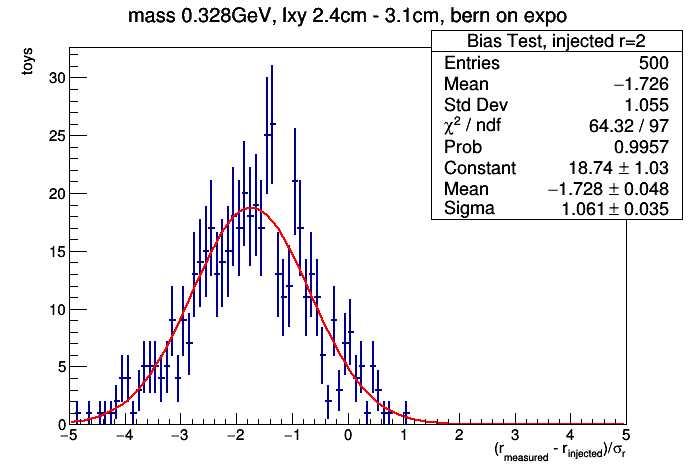 mass 0.328GeV, lxy 2.4cm - 3.1cm, bern on expo
toys
Bias Test, injected r=2
Entries 500
Mean −1.726
Std Dev 1.055
χ² / ndf 64.32 / 97
Prob 0.9957
Constant 18.74 ± 1.03
Mean −1.728 ± 0.048
Sigma 1.061 ± 0.035
30
25
20
15
10
5
0
−5 −4 −3 −2 −1 0 1 2 3 4 5
(r_measured - r_injected)/σ_r